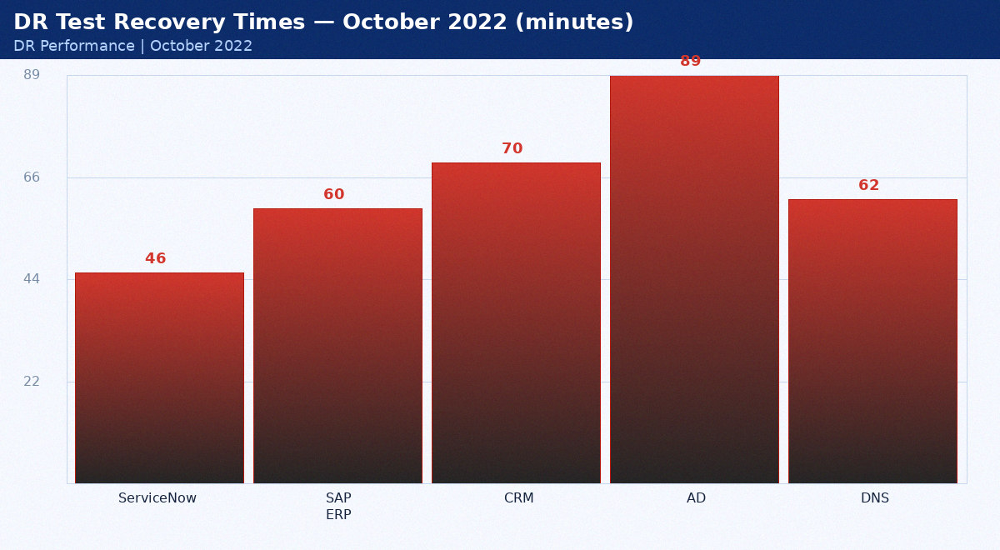 DR Test Recovery Times — October 2022 (minutes)
DR Performance | October 2022
89
89
70
66
62
60
46
44
22
ServiceNow
SAP
ERP
CRM
AD
DNS